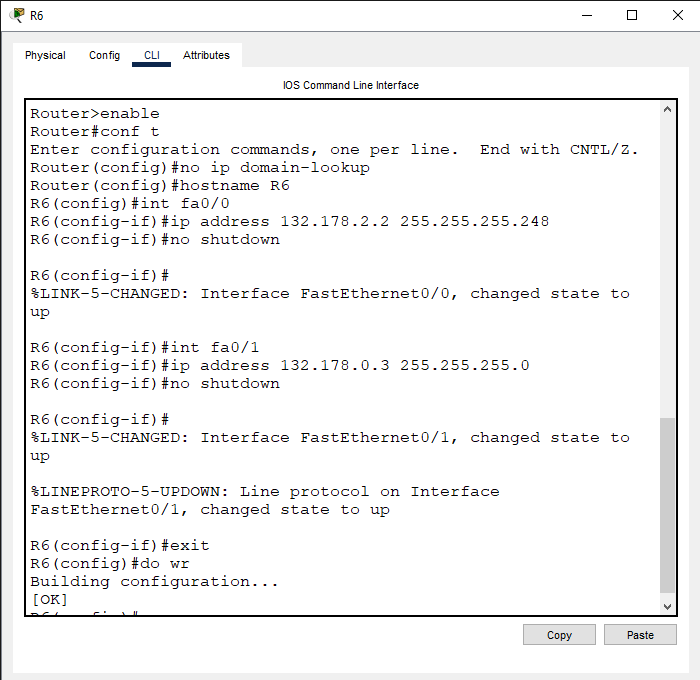 R6
Physical Config CLI Attributes
IOS Command Line Interface
Router>enable
Router#conf t
Enter configuration commands, one per line.  End with CNTL/Z.
Router(config)#no ip domain-lookup
Router(config)#hostname R6
R6(config)#int fa0/0
R6(config-if)#ip address 132.178.2.2 255.255.255.248
R6(config-if)#no shutdown
R6(config-if)#
%LINK-5-CHANGED: Interface FastEthernet0/0, changed state to
up
R6(config-if)#int fa0/1
R6(config-if)#ip address 132.178.0.3 255.255.255.0
R6(config-if)#no shutdown
R6(config-if)#
%LINK-5-CHANGED: Interface FastEthernet0/1, changed state to
up
%LINEPROTO-5-UPDOWN: Line protocol on Interface
FastEthernet0/1, changed state to up
R6(config-if)#exit
R6(config)#do wr
Building configuration...
[OK]
R6(config)#
Copy Paste